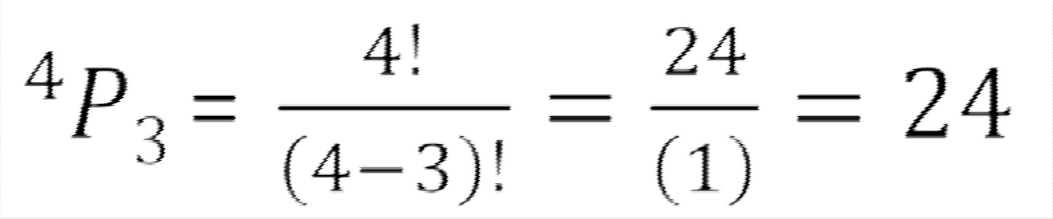 ⁴P₃ = 4!/(4−3)! = 24/(1) = 24